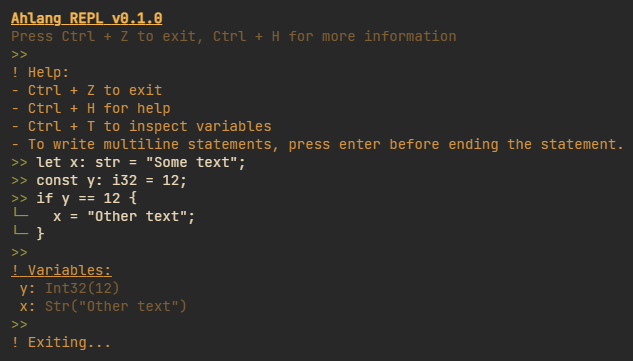 Ahlang REPL v0.1.0
Press Ctrl + Z to exit, Ctrl + H for more information
>>
! Help:
- Ctrl + Z to exit
- Ctrl + H for help
- Ctrl + T to inspect variables
- To write multiline statements, press enter before ending the statement.
>> let x: str = "Some text";
>> const y: i32 = 12;
>> if y == 12 {
└─   x = "Other text";
└─ }
>>
! Variables:
 y: Int32(12)
 x: Str("Other text")
>>
! Exiting...